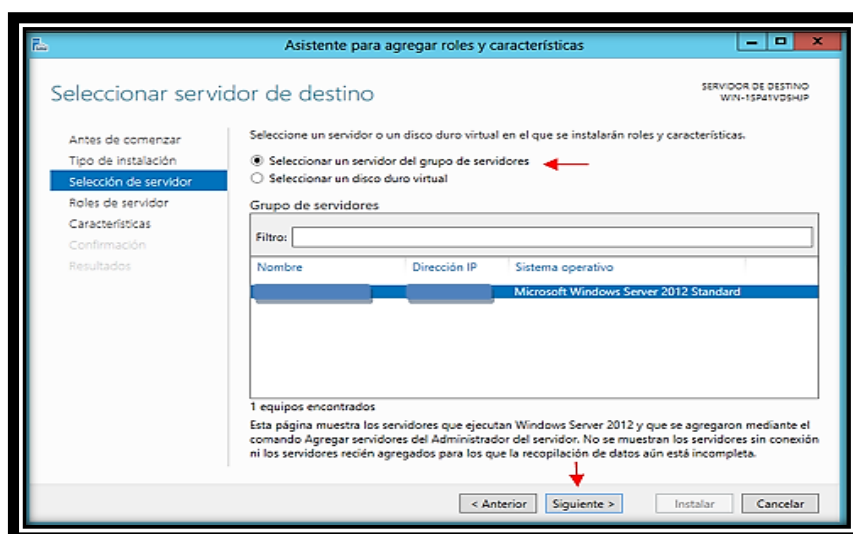 Asistente para agregar roles y características
Seleccionar servidor de destino
SERVIDOR DE DESTINO
WIN-1SP41VDSHJP
Antes de comenzar
Tipo de instalación
Selección de servidor
Roles de servidor
Características
Confirmación
Resultados
Seleccione un servidor o un disco duro virtual en el que se instalarán roles y características.
Seleccionar un servidor del grupo de servidores
Seleccionar un disco duro virtual
Grupo de servidores
Filtro:
Nombre Dirección IP Sistema operativo
Microsoft Windows Server 2012 Standard
1 equipos encontrados
Esta página muestra los servidores que ejecutan Windows Server 2012 y que se agregaron mediante el
comando Agregar servidores del Administrador del servidor. No se muestran los servidores sin conexión
ni los servidores recién agregados para los que la recopilación de datos aún está incompleta.
< Anterior Siguiente > Instalar Cancelar